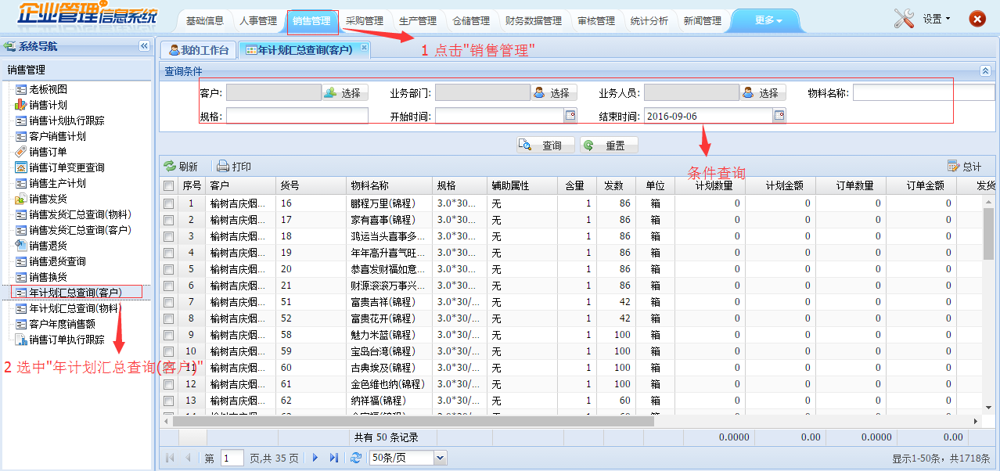 企业管理信息系统
基础信息 人事管理 销售管理 采购管理 生产管理 仓储管理 财务数据管理 审核管理 统计分析 新闻管理 更多 设置
1 点击"销售管理"
系统导航
我的工作台 年计划汇总查询(客户)
销售管理
老板视图
销售计划
销售计划执行跟踪
客户销售计划
销售订单
销售订单变更查询
销售生产计划
销售发货
销售发货汇总查询(物料)
销售发货汇总查询(客户)
销售退货
销售退货查询
销售换货
年计划汇总查询(客户)
年计划汇总查询(物料)
客户年度销售额
销售订单执行跟踪
2 选中"年计划汇总查询(客户)"
查询条件
客户: 选择 业务部门: 选择 业务人员: 选择 物料名称:
规格: 开始时间: 结束时间: 2016-09-06
查询 重置
条件查询
刷新 打印 总计
序号 客户 货号 物料名称 规格 辅助属性 含量 发数 单位 计划数量 计划金额 订单数量 订单金额 发货
1 榆树吉庆烟... 16 鹏程万里(锦程) 3.0*30... 无 1 86 箱 0 0 0 0
2 榆树吉庆烟... 17 家有喜事(锦程) 3.0*30... 无 1 86 箱 0 0 0 0
3 榆树吉庆烟... 18 鸿运当头喜事多... 3.0*30... 无 1 86 箱 0 0 0 0
4 榆树吉庆烟... 19 年年高升喜气旺... 3.0*30... 无 1 86 箱 0 0 0 0
5 榆树吉庆烟... 20 恭喜发财福如意... 3.0*30... 无 1 86 箱 0 0 0 0
6 榆树吉庆烟... 21 财源滚滚万事兴... 3.0*30... 无 1 86 箱 0 0 0 0
7 榆树吉庆烟... 51 富贵吉祥(锦程) 3.0*30/... 无 1 42 箱 0 0 0 0
8 榆树吉庆烟... 52 富贵花开(锦程) 3.0*30/... 无 1 42 箱 0 0 0 0
9 榆树吉庆烟... 58 魅力米蓝(锦程) 3.0*30/... 无 1 100 箱 0 0 0 0
10 榆树吉庆烟... 59 宝岛台湾(锦程) 3.0*30/... 无 1 100 箱 0 0 0 0
11 榆树吉庆烟... 60 古典埃及(锦程) 3.0*30/... 无 1 100 箱 0 0 0 0
12 榆树吉庆烟... 61 金色维也纳(锦程) 3.0*30/... 无 1 100 箱 0 0 0 0
13 榆树吉庆烟... 62 纳祥福(锦程) 3.0*30/... 无 1 60 箱 0 0 0 0
共有 50 条记录 0.0000 0.00 0.0000 0.00
第 1 页,共 35 页 50条/页 显示1-50条，共1718条